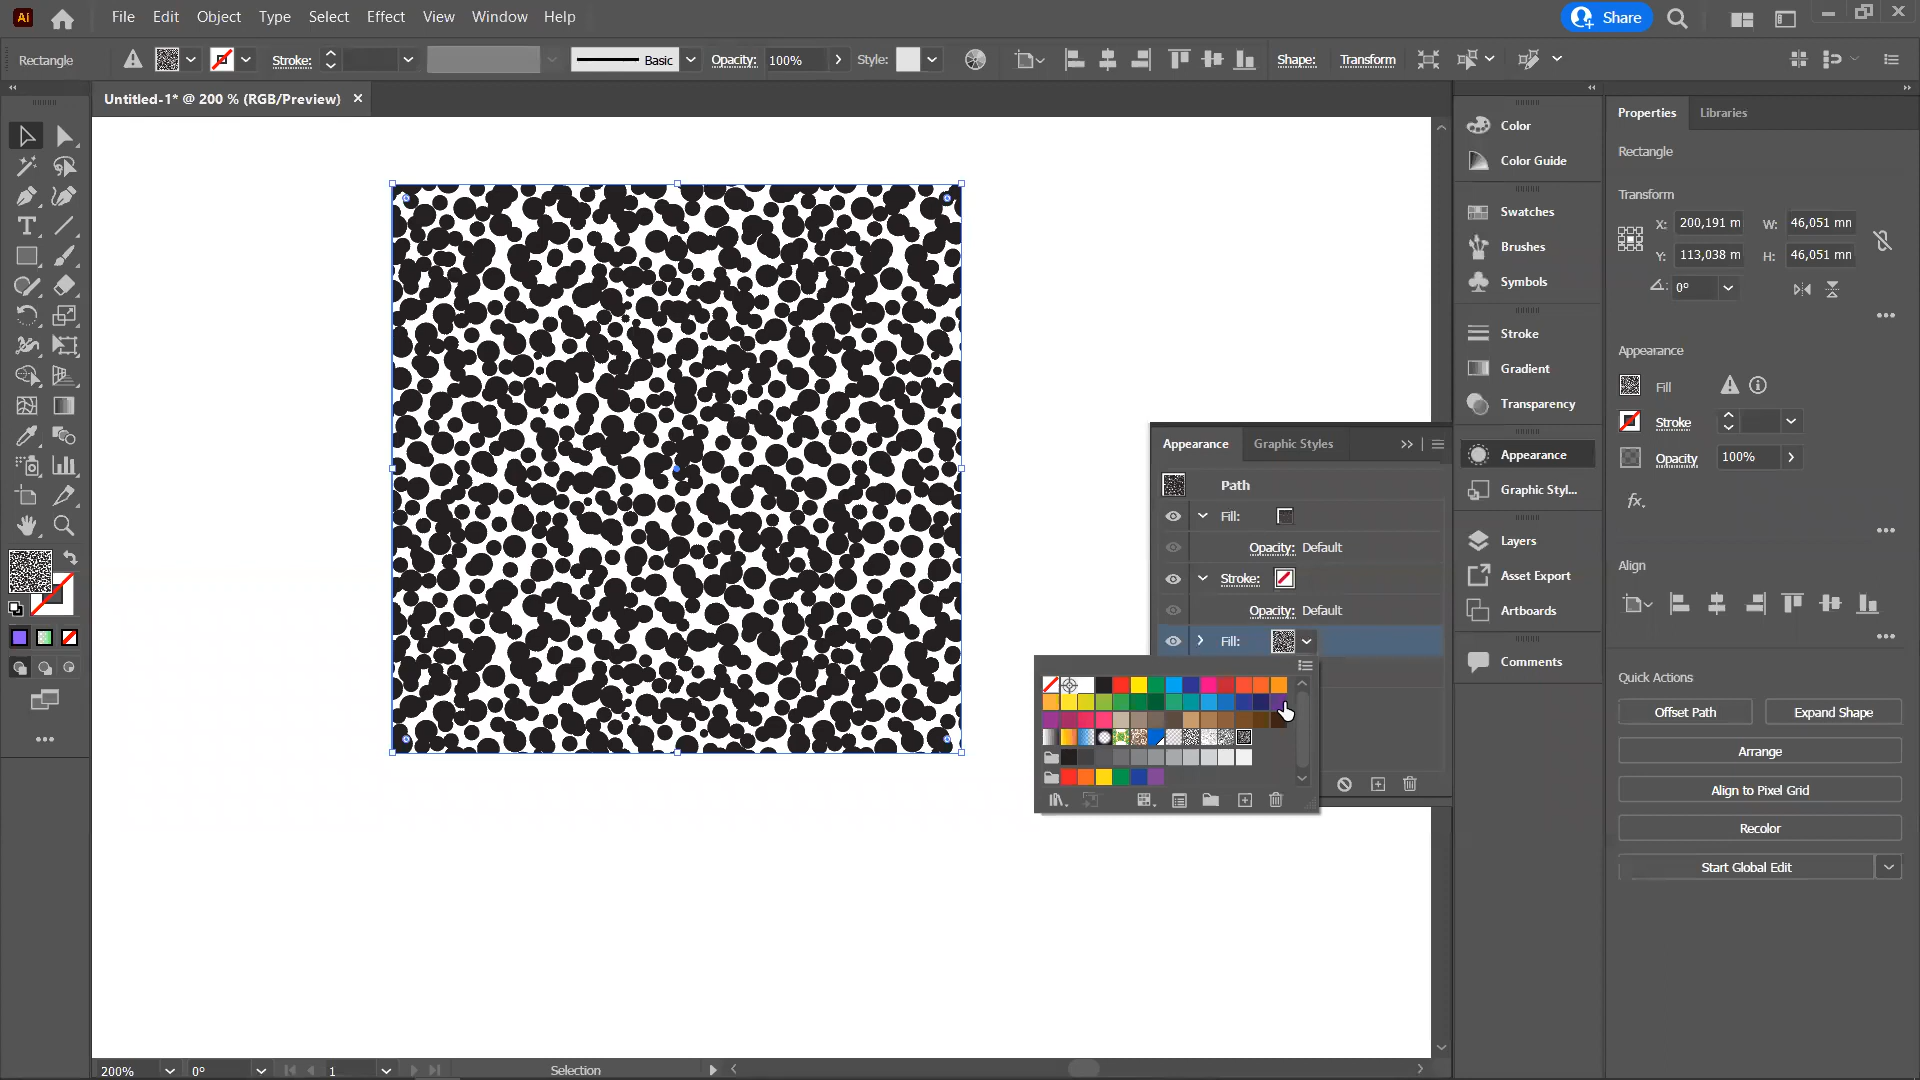 Ai File Edit Object Type Select Effect View Window Help Share
Rectangle Stroke: Basic Opacity: 100% Style: Shape: Transform
Untitled-1* @ 200 % (RGB/Preview)
Color
Color Guide
Swatches
Brushes
Symbols
Stroke
Gradient
Transparency
Appearance
Graphic Styl...
Layers
Asset Export
Artboards
Comments
Properties Libraries
Rectangle
Transform
X: 200,191 m W: 46,051 mm
Y: 113,038 m H: 46,051 mm
0°
Appearance
Fill
Stroke
Opacity 100%
fx.
Align
Quick Actions
Offset Path Expand Shape
Arrange
Align to Pixel Grid
Recolor
Start Global Edit
Appearance Graphic Styles
Path
Fill:
Opacity: Default
Stroke:
Opacity: Default
Fill:
200% 0° 1 Selection